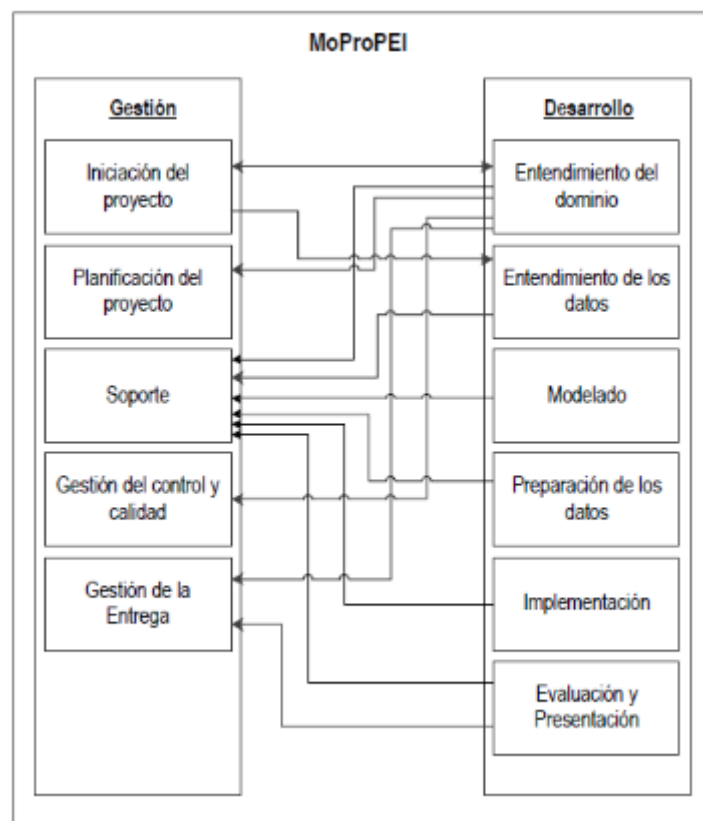 MoProPEI
Gestión
Iniciación del
proyecto
Planificación del
proyecto
Soporte
Gestión del control y
calidad
Gestión de la
Entrega
Desarrollo
Entendimiento del
dominio
Entendimiento de los
datos
Modelado
Preparación de los
datos
Implementación
Evaluación y
Presentación